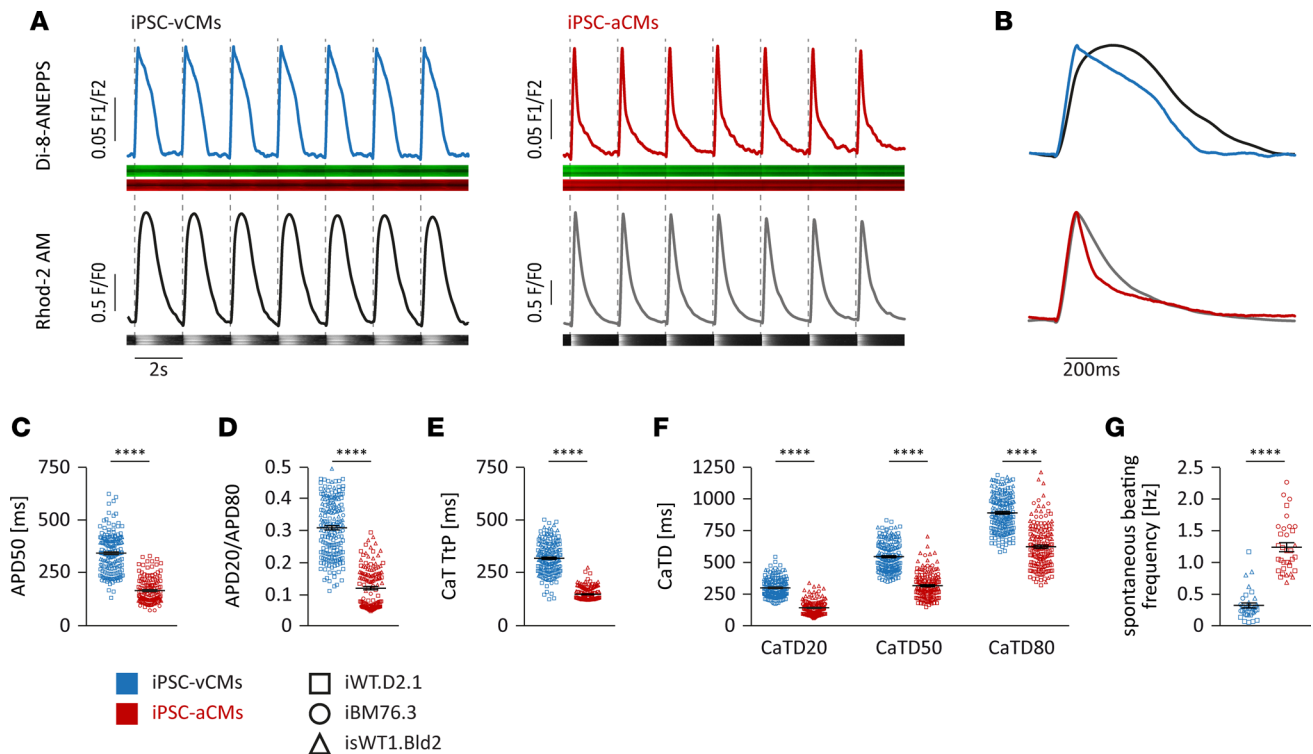 A
iPSC-vCMs
iPSC-aCMs
B
Di-8-ANEPPS
0.05 F1/F2
0.05 F1/F2
Rhod-2 AM
0.5 F/F0
0.5 F/F0
2s
200ms
C
D
E
F
G
APD50 [ms]
750
500
250
0
****
APD20/APD80
0.5
0.4
0.3
0.2
0.1
0
****
CaT TtP [ms]
750
500
250
0
****
CaTD [ms]
1250
1000
750
500
250
0
****
****
****
CaTD20
CaTD50
CaTD80
spontaneous beating
frequency [Hz]
2.5
2.0
1.5
1.0
0.5
0
****
iPSC-vCMs
iPSC-aCMs
iWT.D2.1
iBM76.3
isWT1.Bld2